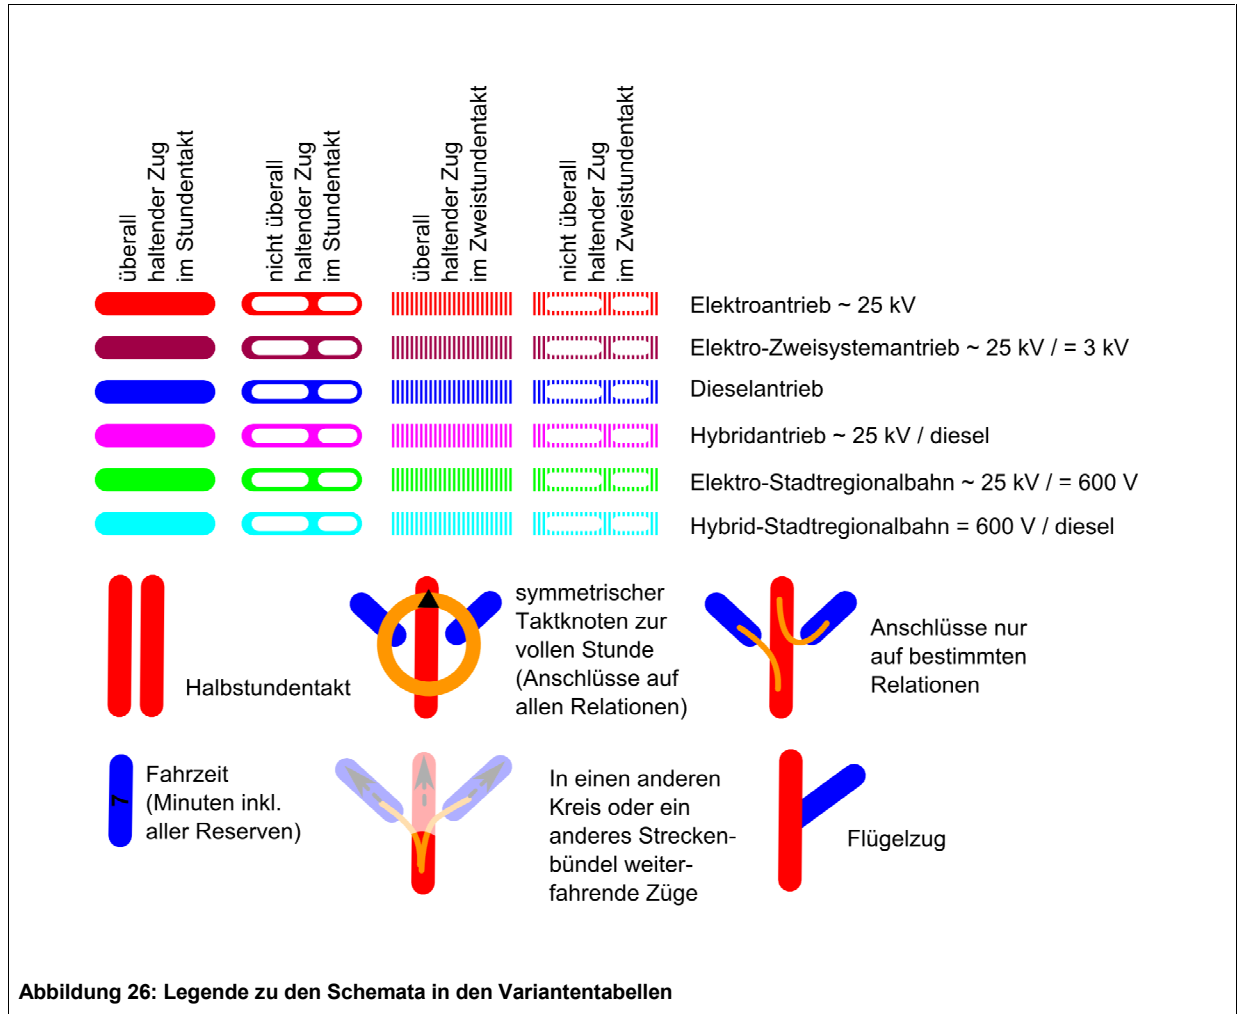 überall
haltender Zug
im Stundentakt
nicht überall
haltender Zug
im Stundentakt
überall
haltender Zug
im Zweistundentakt
nicht überall
haltender Zug
im Zweistundentakt
Elektroantrieb ~ 25 kV
Elektro-Zweisystemantrieb ~ 25 kV / = 3 kV
Dieselantrieb
Hybridantrieb ~ 25 kV / diesel
Elektro-Stadtregionalbahn ~ 25 kV / = 600 V
Hybrid-Stadtregionalbahn = 600 V / diesel
Halbstundentakt
symmetrischer
Taktknoten zur
vollen Stunde
(Anschlüsse auf
allen Relationen)
Anschlüsse nur
auf bestimmten
Relationen
7
Fahrzeit
(Minuten inkl.
aller Reserven)
In einen anderen
Kreis oder ein
anderes Strecken-
bündel weiter-
fahrende Züge
Flügelzug
Abbildung 26: Legende zu den Schemata in den Variantentabellen